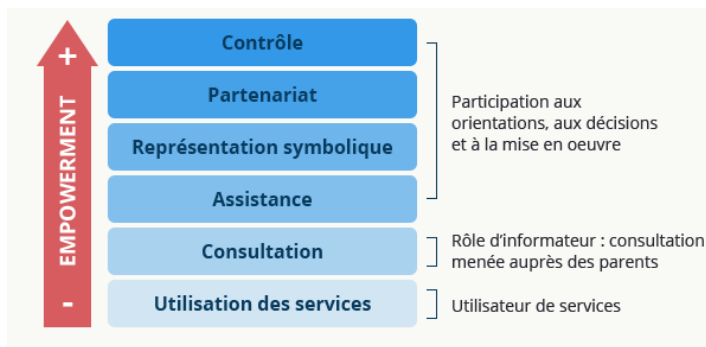 +
EMPOWERMENT
-
Contrôle
Partenariat
Représentation symbolique
Assistance
Consultation
Utilisation des services
Participation aux
orientations, aux décisions
et à la mise en oeuvre
Rôle d’informateur : consultation
menée auprès des parents
Utilisateur de services